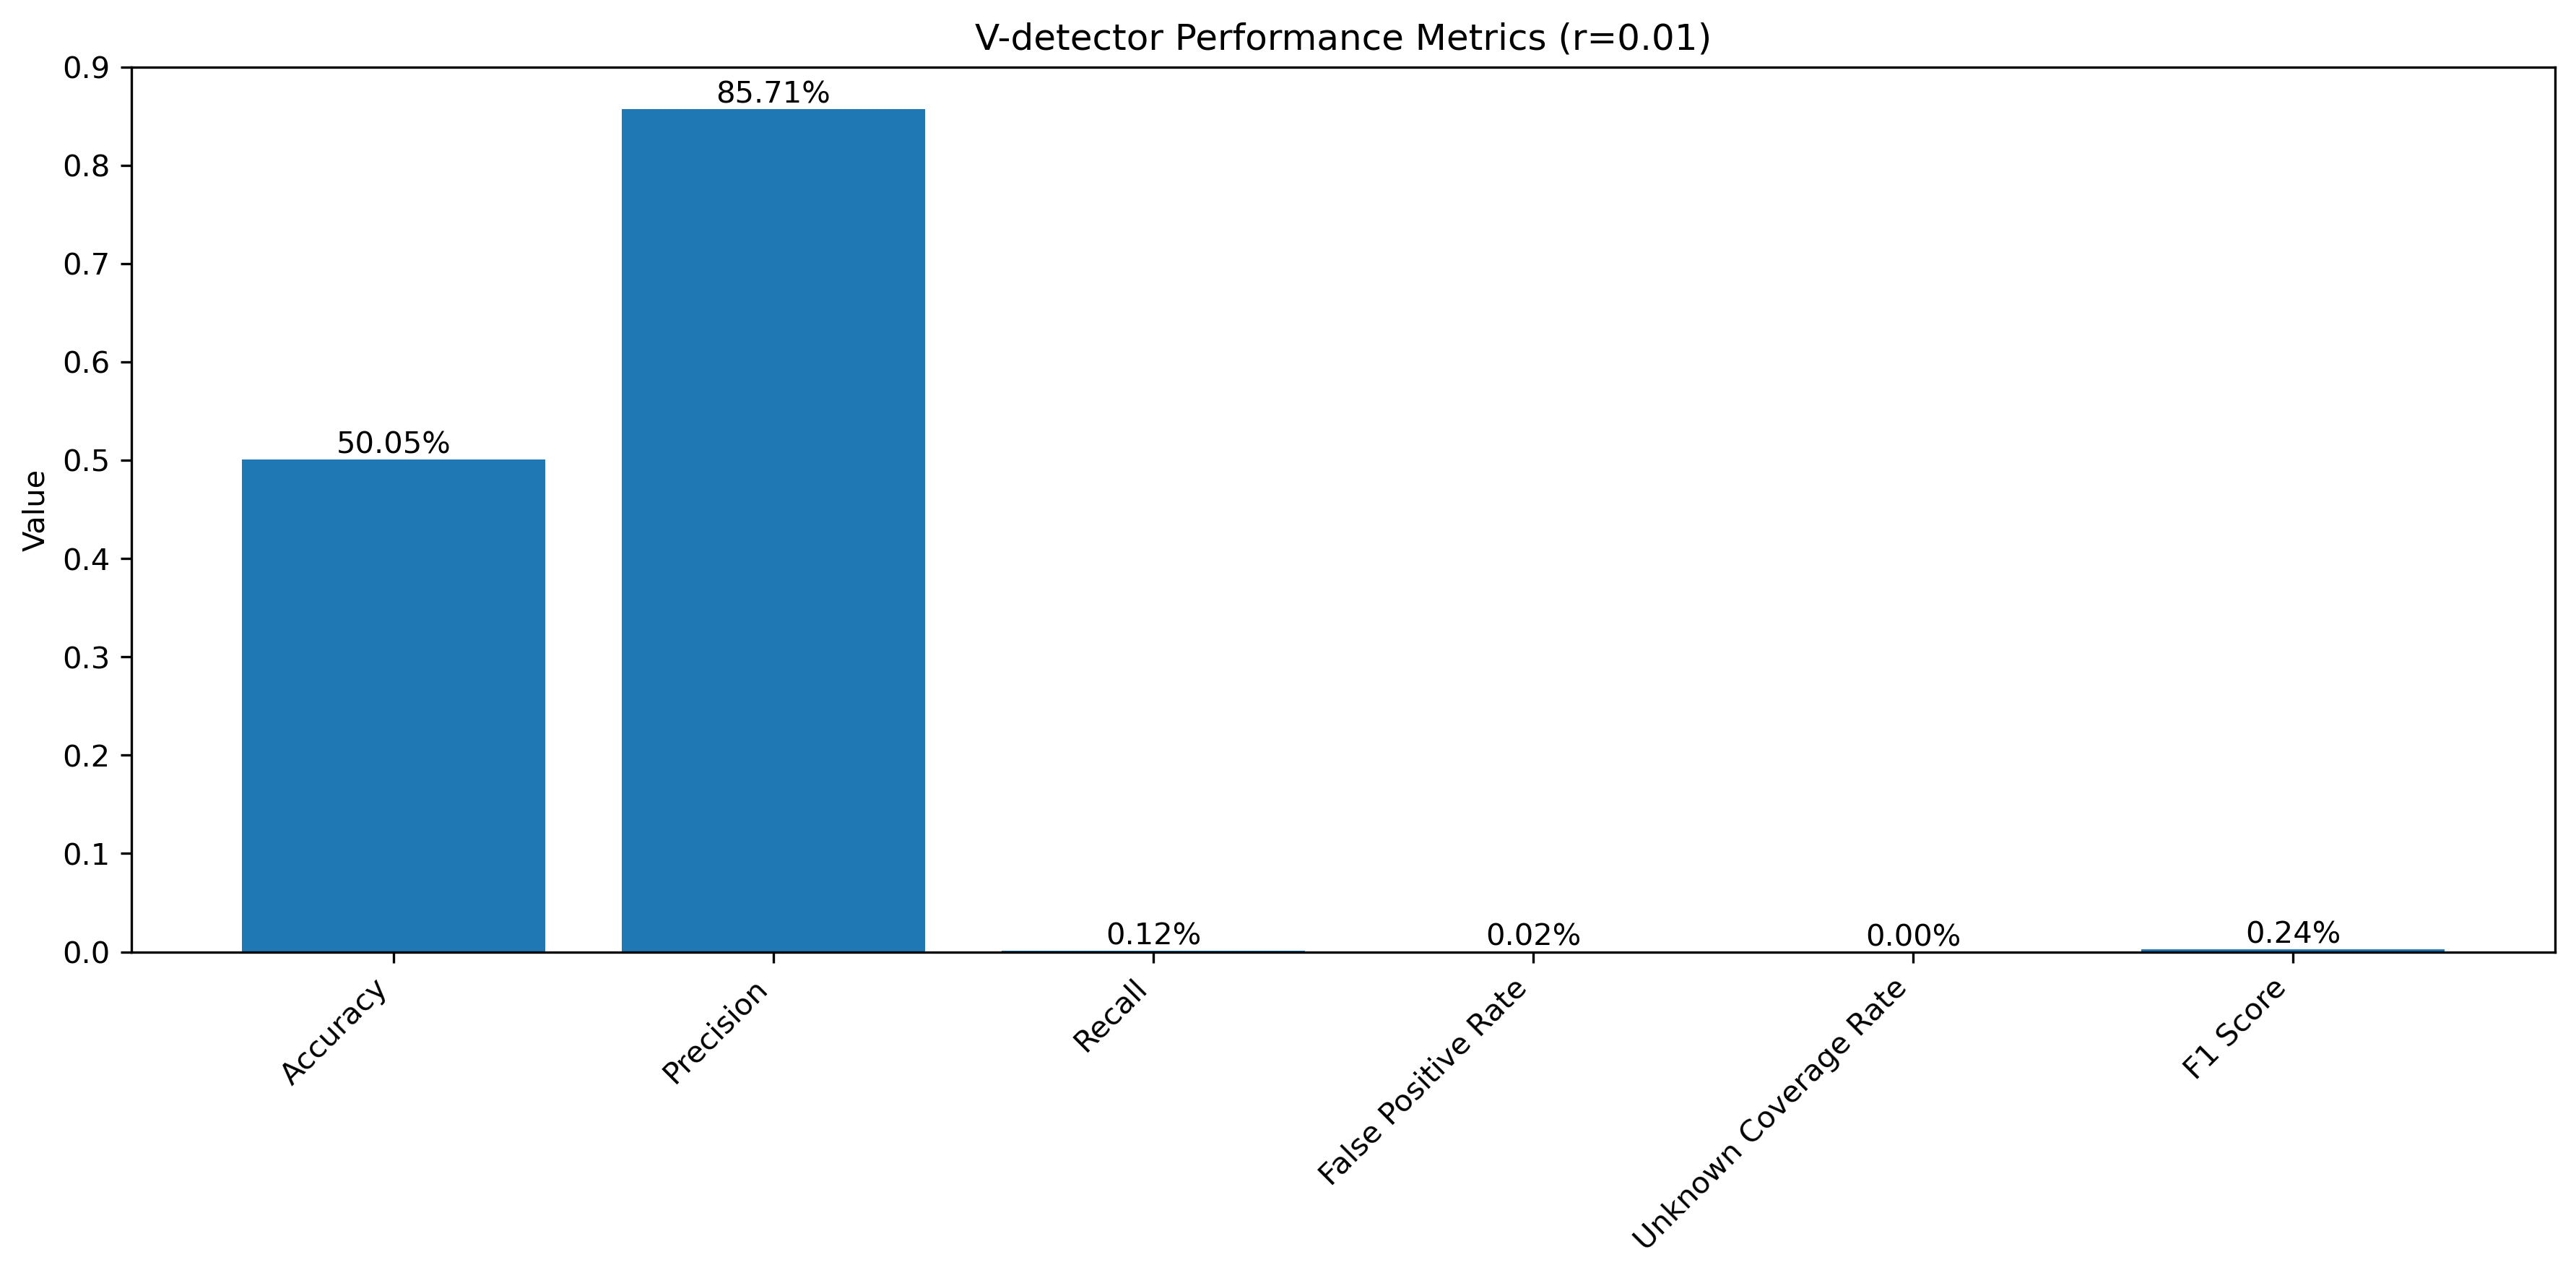 V-detector Performance Metrics (r=0.01)
0.9
0.8
0.7
0.6
0.5
0.4
0.3
0.2
0.1
0.0
Value
50.05%
85.71%
0.12%
0.02%
0.00%
0.24%
Accuracy
Precision
Recall
False Positive Rate
Unknown Coverage Rate
F1 Score